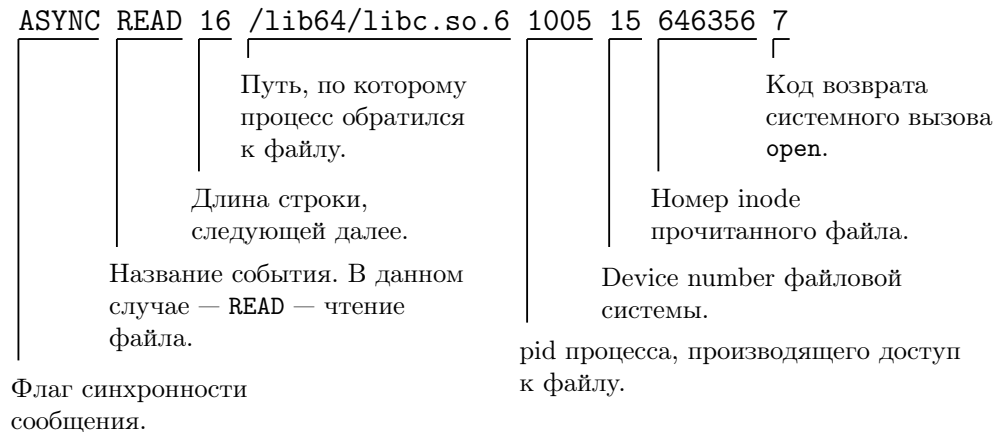 ASYNC READ 16 /lib64/libc.so.6 1005 15 646356 7
Путь, по которому
процесс обратился
к файлу.
Код возврата
системного вызова
open.
Длина строки,
следующей далее.
Номер inode
прочитанного файла.
Название события. В данном
случае — READ — чтение
файла.
Device number файловой
системы.
pid процесса, производящего доступ
к файлу.
Флаг синхронности
сообщения.